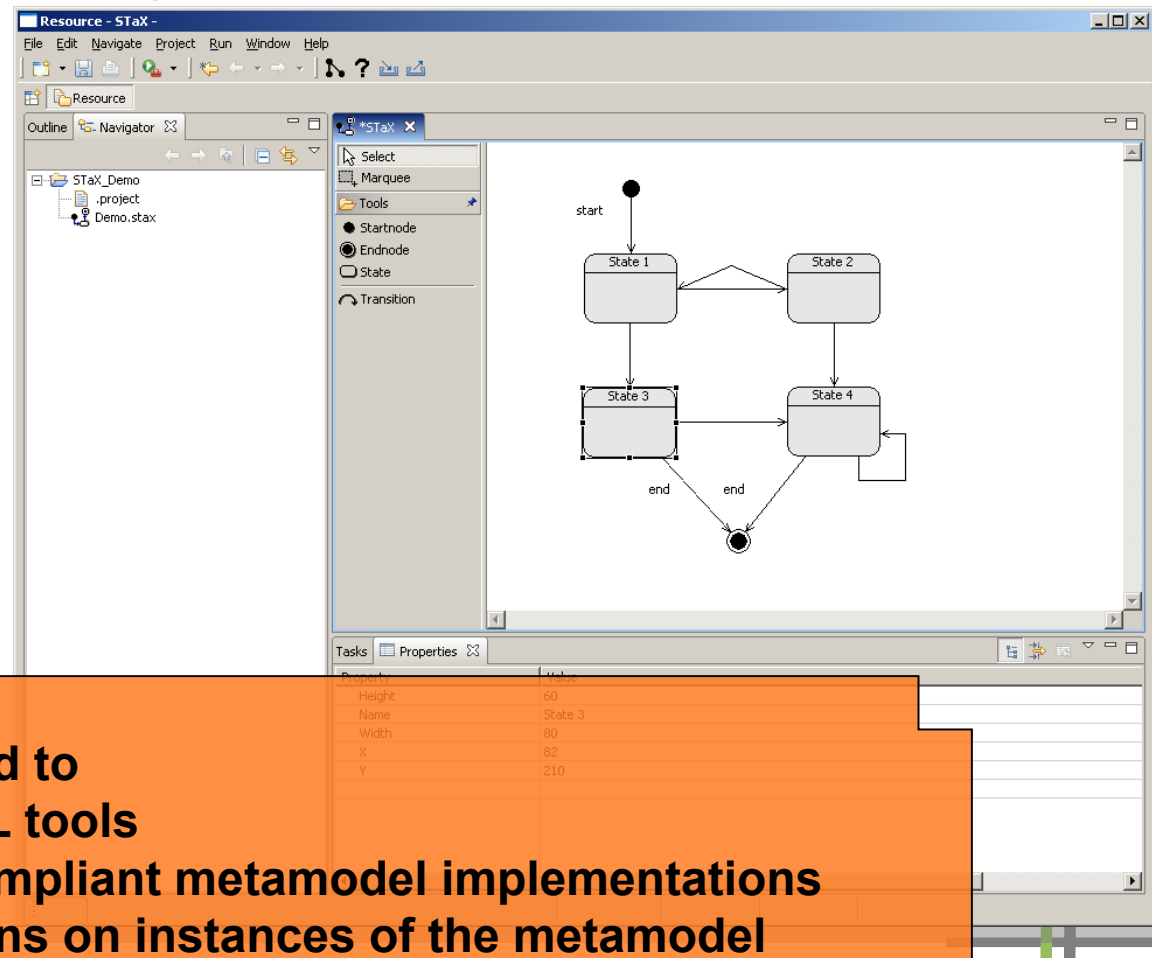 Resource - STaX -
File Edit Navigate Project Run Window Help
Resource
Outline Navigator
*STaX
STaX_Demo
.project
Demo.stax
Select
Marquee
Tools
Startnode
Endnode
State
Transition
start
State 1
State 2
State 3
State 4
end
end
Tasks Properties
Property Value
Height 60
Name State 3
Width 80
X 82
Y 210
d to
tools
mpliant metamodel implementations
ns on instances of the metamodel